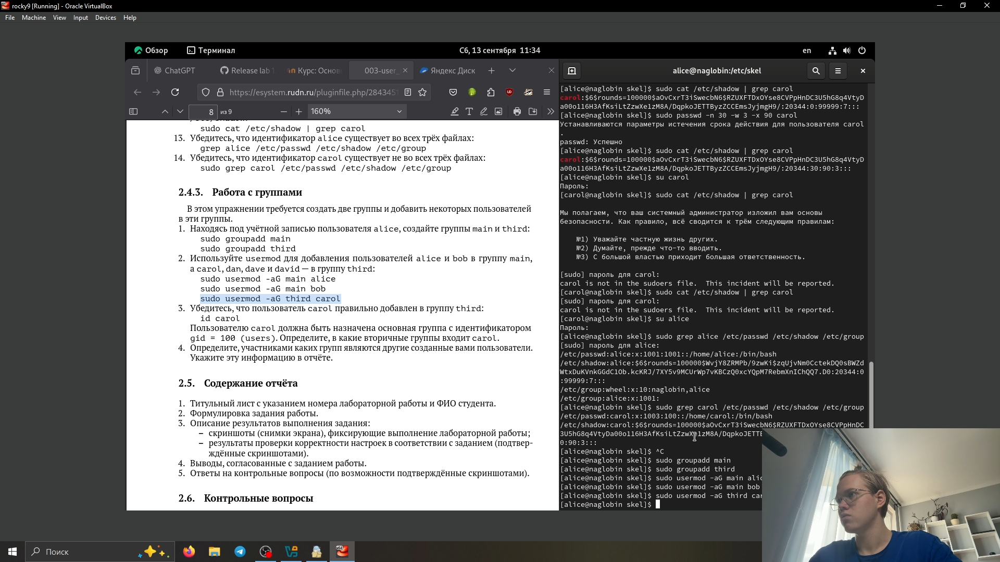 rocky9 [Running] - Oracle VirtualBox
File Machine View Input Devices Help
Обзор Терминал Сб, 13 сентября 11:34 en
ChatGPT Release lab 1 Курс: Основ 003-user_ Яндекс Диск
alice@naglobin:/etc/skel
https://esystem.rudn.ru/pluginfile.php/2843451
8 из 9 160%
sudo cat /etc/shadow | grep carol
13. Убедитесь, что идентификатор alice существует во всех трёх файлах:
grep alice /etc/passwd /etc/shadow /etc/group
14. Убедитесь, что идентификатор carol существует не во всех трёх файлах:
sudo grep carol /etc/passwd /etc/shadow /etc/group
2.4.3. Работа с группами
В этом упражнении требуется создать две группы и добавить некоторых пользователей
в эти группы.
1. Находясь под учётной записью пользователя alice, создайте группы main и third:
sudo groupadd main
sudo groupadd third
2. Используйте usermod для добавления пользователей alice и bob в группу main,
а carol, dan, dave и david — в группу third:
sudo usermod -aG main alice
sudo usermod -aG main bob
sudo usermod -aG third carol
3. Убедитесь, что пользователь carol правильно добавлен в группу third:
id carol
Пользователю carol должна быть назначена основная группа с идентификатором
gid = 100 (users). Определите, в какие вторичные группы входит carol.
4. Определите, участниками каких групп являются другие созданные вами пользователи.
Укажите эту информацию в отчёте.
2.5. Содержание отчёта
1. Титульный лист с указанием номера лабораторной работы и ФИО студента.
2. Формулировка задания работы.
3. Описание результатов выполнения задания:
– скриншоты (снимки экрана), фиксирующие выполнение лабораторной работы;
– результаты проверки корректности настроек в соответствии с заданием (подтвер-
ждённые скриншотами).
4. Выводы, согласованные с заданием работы.
5. Ответы на контрольные вопросы (по возможности подтверждённые скриншотами).
2.6. Контрольные вопросы
[alice@naglobin skel]$ sudo cat /etc/shadow | grep carol
carol:$6$rounds=100000$aOvCxrT3iSwecbN6$RZUXFTDxOYse8CVPpHnDC3U5hG8q4VtyD
a00o116H3AfKsiLtZzwXe1zM8A/DqpkoJETTByzZCCEmsJyjmgH9/:20344:0:99999:7:::
[alice@naglobin skel]$ sudo passwd -n 30 -w 3 -x 90 carol
Устанавливаются параметры истечения срока действия для пользователя carol
.
passwd: Успешно
[alice@naglobin skel]$ sudo cat /etc/shadow | grep carol
carol:$6$rounds=100000$aOvCxrT3iSwecbN6$RZUXFTDxOYse8CVPpHnDC3U5hG8q4VtyD
a00o116H3AfKsiLtZzwXe1zM8A/DqpkoJETTByzZCCEmsJyjmgH9/:20344:30:90:3:::
[alice@naglobin skel]$ su carol
Пароль:
[carol@naglobin skel]$ sudo cat /etc/shadow | grep carol
Мы полагаем, что ваш системный администратор изложил вам основы
безопасности. Как правило, всё сводится к трём следующим правилам:
№1) Уважайте частную жизнь других.
№2) Думайте, прежде что-то вводить.
№3) С большой властью приходит большая ответственность.
[sudo] пароль для carol:
carol is not in the sudoers file. This incident will be reported.
[carol@naglobin skel]$ sudo cat /etc/shadow | grep carol
[sudo] пароль для carol:
carol is not in the sudoers file. This incident will be reported.
[carol@naglobin skel]$ su alice
Пароль:
[alice@naglobin skel]$ sudo grep alice /etc/passwd /etc/shadow /etc/group
[sudo] пароль для alice:
/etc/passwd:alice:x:1001:1001::/home/alice:/bin/bash
/etc/shadow:alice:$6$rounds=100000$WvjY8ZRMPb/9zwKi$zqUjvNm0CctekDQ0sBWZd
WtxDuKVnkGGdC1Ob.kcKRJ/7XY5v9MCUrWp7vKBCzQ0xcYQpM7RebmXnIChQQ7.D0:20344:0
:99999:7:::
/etc/group:wheel:x:10:naglobin,alice
/etc/group:alice:x:1001:
[alice@naglobin skel]$ sudo grep carol /etc/passwd /etc/shadow /etc/group
/etc/passwd:carol:x:1003:100::/home/carol:/bin/bash
/etc/shadow:carol:$6$rounds=100000$aOvCxrT3iSwecbN6$RZUXFTDxOYse8CVPpHnDC
3U5hG8q4VtyDa00o116H3AfKsiLtZzwXe1zM8A/DqpkoJETTB
0:90:3:::
[alice@naglobin skel]$ ^C
[alice@naglobin skel]$ sudo groupadd main
[alice@naglobin skel]$ sudo groupadd third
[alice@naglobin skel]$ sudo usermod -aG main alic
[alice@naglobin skel]$ sudo usermod -aG main bob
[alice@naglobin skel]$ sudo usermod -aG third car
[alice@naglobin skel]$
Поиск